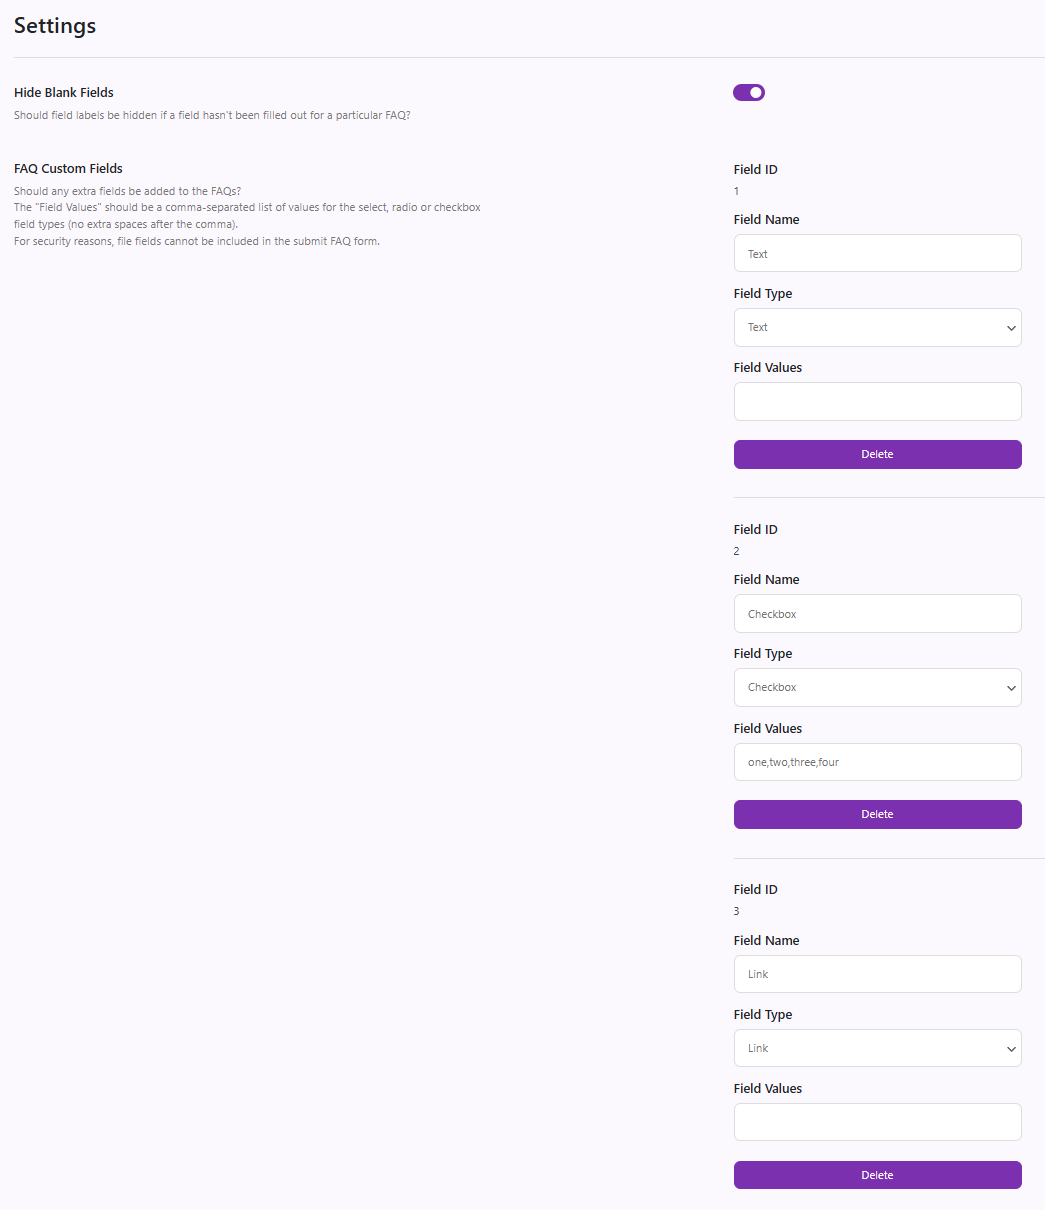 Settings
Hide Blank Fields
Should field labels be hidden if a field hasn't been filled out for a particular FAQ?
FAQ Custom Fields
Should any extra fields be added to the FAQs?
The "Field Values" should be a comma-separated list of values for the select, radio or checkbox
field types (no extra spaces after the comma).
For security reasons, file fields cannot be included in the submit FAQ form.
Field ID
1
Field Name
Text
Field Type
Text
Field Values
Delete
Field ID
2
Field Name
Checkbox
Field Type
Checkbox
Field Values
one,two,three,four
Delete
Field ID
3
Field Name
Link
Field Type
Link
Field Values
Delete